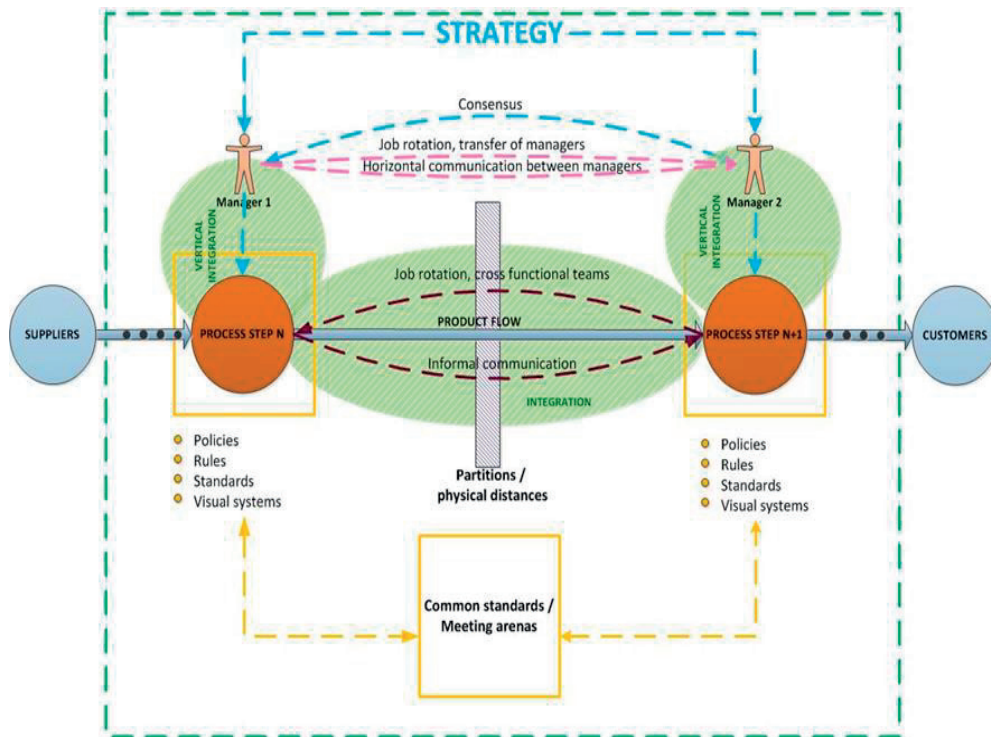 STRATEGY
Consensus
Job rotation, transfer of managers
Horizontal communication between managers
Manager 1
Manager 2
VERTICAL
INTEGRATION
VERTICAL
INTEGRATION
Job rotation, cross functional teams
SUPPLIERS
PROCESS STEP N
PRODUCT FLOW
PROCESS STEP N+1
CUSTOMERS
Informal communication
INTEGRATION
Policies
Rules
Standards
Visual systems
Partitions /
physical distances
Policies
Rules
Standards
Visual systems
Common standards /
Meeting arenas